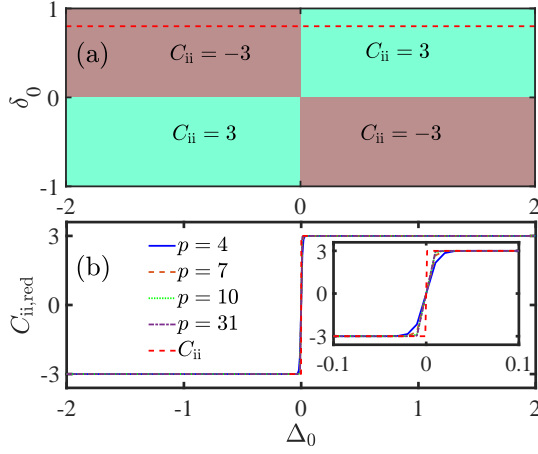 1
(a)
C_ii = −3
C_ii = 3
δ_0
0
C_ii = 3
C_ii = −3
-1
-2
0
2
3
(b)
p = 4
p = 7
p = 10
p = 31
C_ii
C_ii,red
0
-3
3
0
-3
-0.1
0
0.1
-2
-1
0
1
2
Δ_0